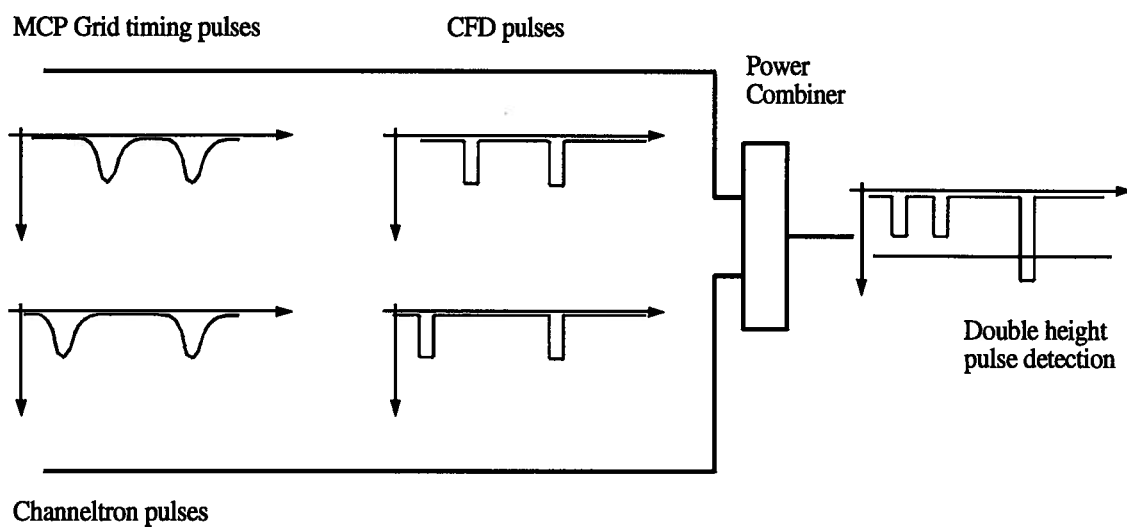 MCP Grid timing pulses
CFD pulses
Power
Combiner
Double height
pulse detection
Channeltron pulses